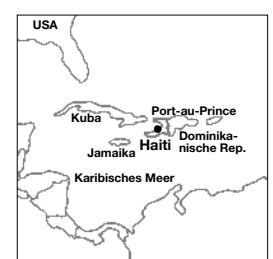 USA
Port-au-Prince
Kuba
Haiti
Dominika-
nische Rep.
Jamaika
Karibisches Meer